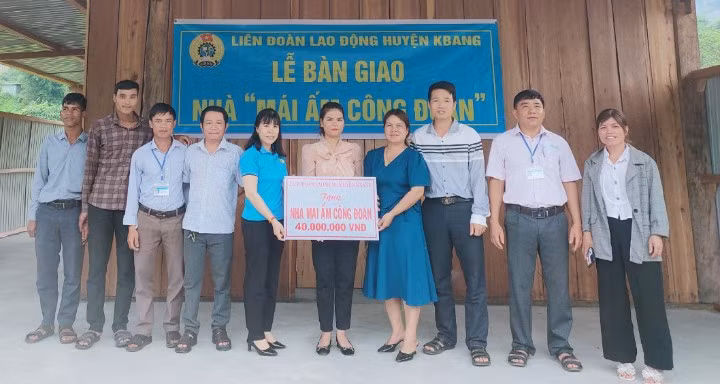 LIÊN ĐOÀN LAO ĐỘNG HUYỆN KBANG
LỄ BÀN GIAO
NHÀ "MÁI ẤM CÔNG ĐOÀN"
Tặng
NHÀ MÁI ẤM CÔNG ĐOÀN
40.000.000 VNĐ